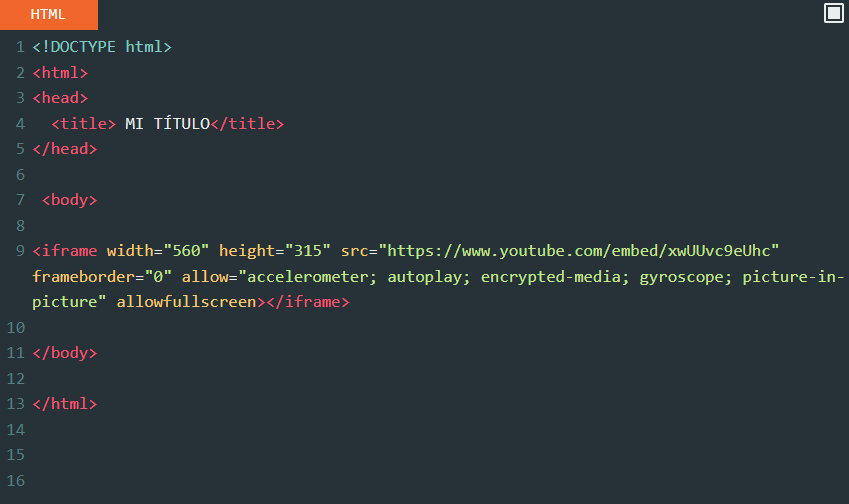 HTML
1 <!DOCTYPE html>
2 <html>
3 <head>
4 <title> MI TÍTULO</title>
5 </head>
6
7 <body>
8
9 <iframe width="560" height="315" src="https://www.youtube.com/embed/xwUUvc9eUhc"
frameborder="0" allow="accelerometer; autoplay; encrypted-media; gyroscope; picture-in-
picture" allowfullscreen></iframe>
10
11 </body>
12
13 </html>
14
15
16